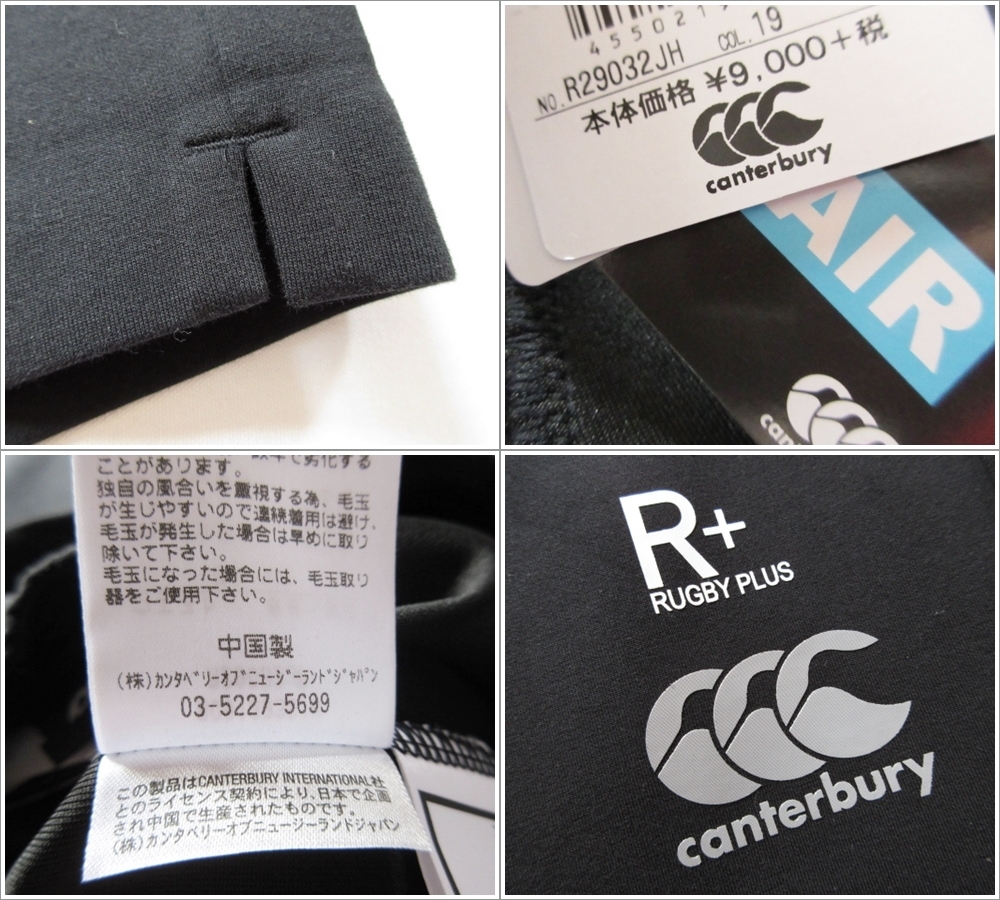 455021
NO.R29032JH COL.19
本体価格 ¥9,000+税
canterbury
AIR
ことがあります。
独自の風合いを重視する為、毛玉
が生じやすいので連続着用は避け、
毛玉が発生した場合は早めに取り
除いて下さい。
毛玉になった場合には、毛玉取り
器をご使用下さい。
中国製
(株)カンタベリーオブニュージーランドジャパン
03-5227-5699
この製品はCANTERBURY INTERNATIONAL社
とのライセンス契約により、日本で企画
され中国で生産されたものです。
(株)カンタベリーオブニュージーランドジャパン
R+
RUGBY PLUS
canterbury